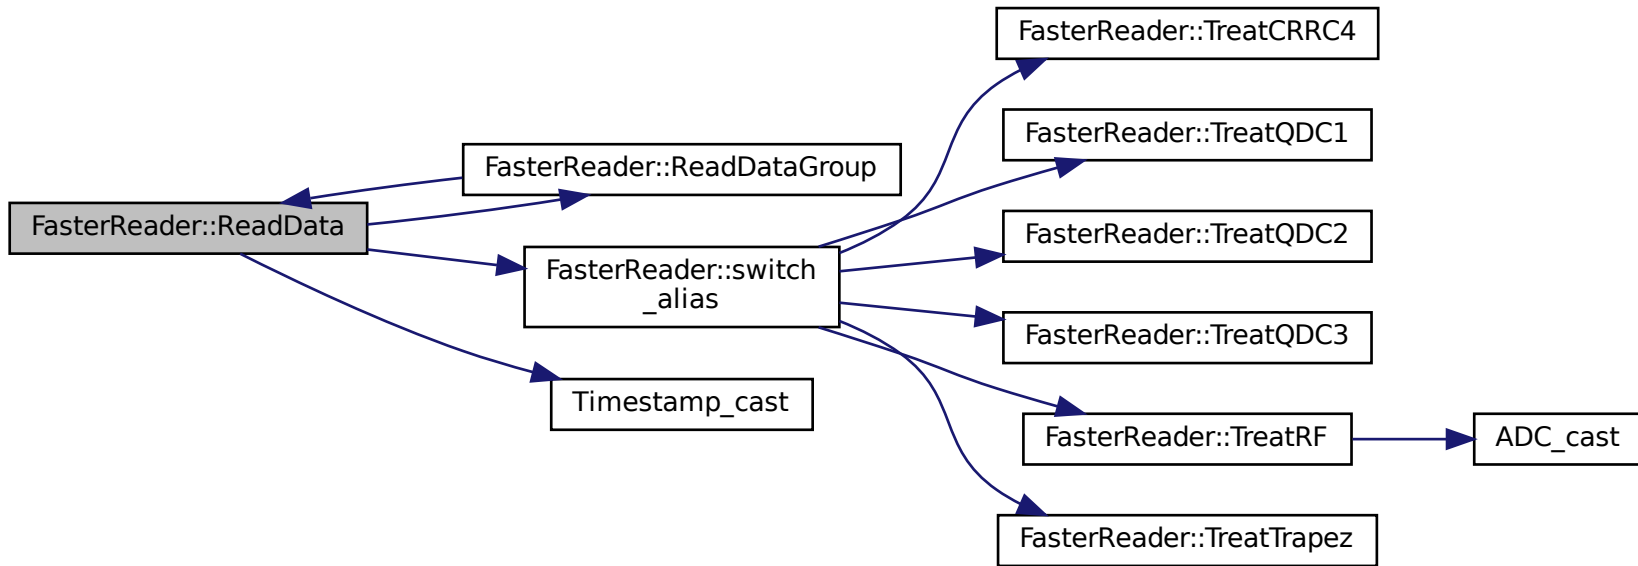 FasterReader::ReadData
FasterReader::ReadDataGroup
FasterReader::switch
_alias
Timestamp_cast
FasterReader::TreatCRRC4
FasterReader::TreatQDC1
FasterReader::TreatQDC2
FasterReader::TreatQDC3
FasterReader::TreatRF
FasterReader::TreatTrapez
ADC_cast